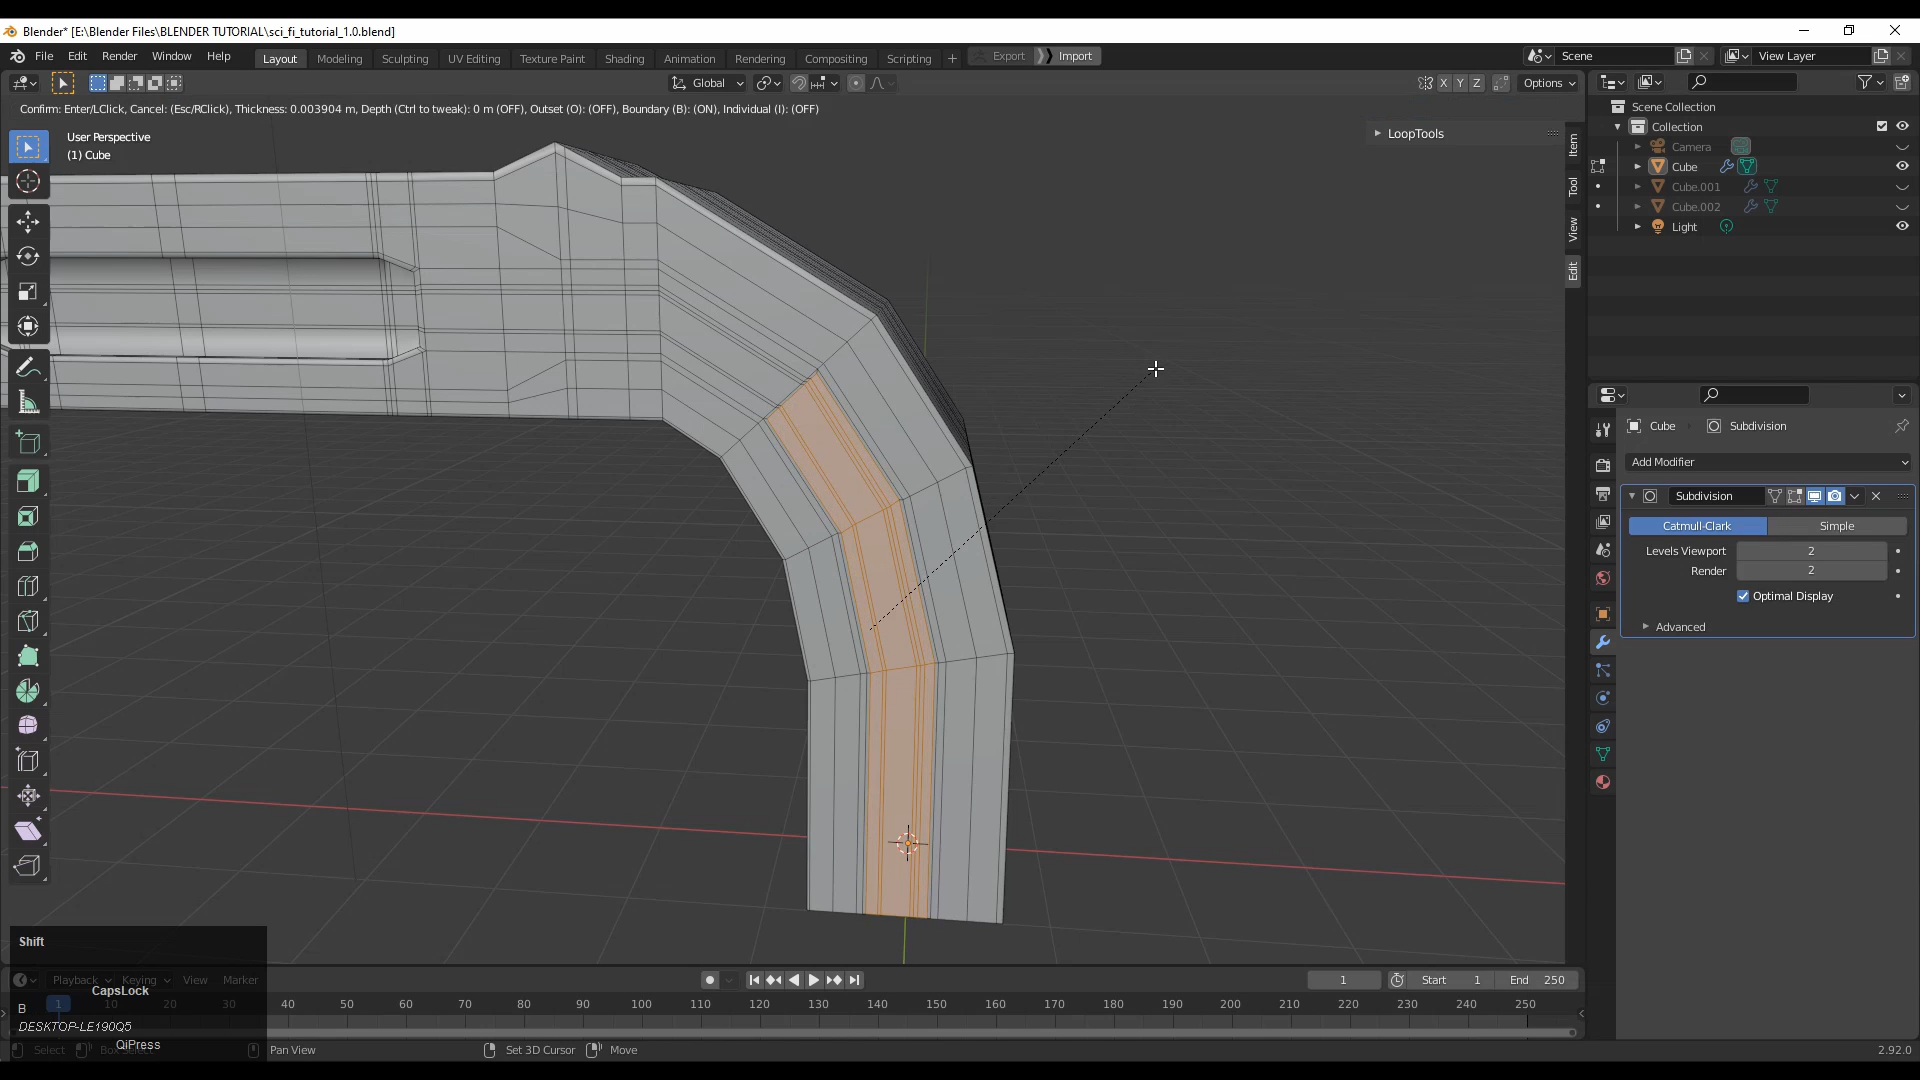 Blender* [E:\Blender Files\BLENDER TUTORIAL\sci_fi_tutorial_1.0.blend]
File Edit Render Window Help Layout Modeling Sculpting UV Editing Texture Paint Shading Animation Rendering Compositing Scripting + Export Import Scene View Layer
Global X Y Z Options
Confirm: Enter/LClick, Cancel: (Esc/RClick), Thickness: 0.003904 m, Depth (Ctrl to tweak): 0 m (OFF), Outset (O): (OFF), Boundary (B): (ON), Individual (I): (OFF)
User Perspective
(1) Cube
LoopTools
Item
Tool
View
Edit
Scene Collection
Collection
Camera
Cube
Cube.001
Cube.002
Light
Cube Subdivision
Add Modifier
Subdivision
Catmull-Clark Simple
Levels Viewport 2
Render 2
Optimal Display
Advanced
Shift
Playback Keying View Marker 1 Start 1 End 250
CapsLock
B
1 10 20 30 40 50 60 70 80 90 100 110 120 130 140 150 160 170 180 190 200 210 220 230 240 250
DESKTOP-LE190Q5
QiPress
Select Box Select Pan View Set 3D Cursor Move 2.92.0